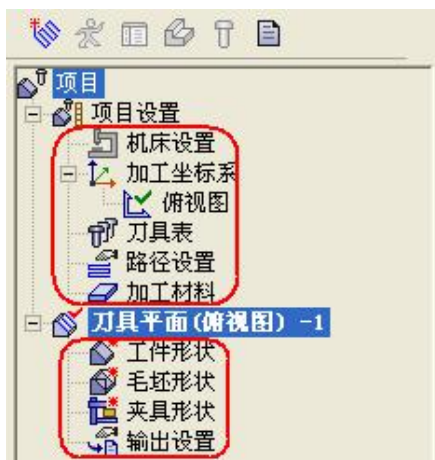 项目
项目设置
机床设置
加工坐标系
俯视图
刀具表
路径设置
加工材料
刀具平面(俯视图) -1
工件形状
毛坯形状
夹具形状
输出设置